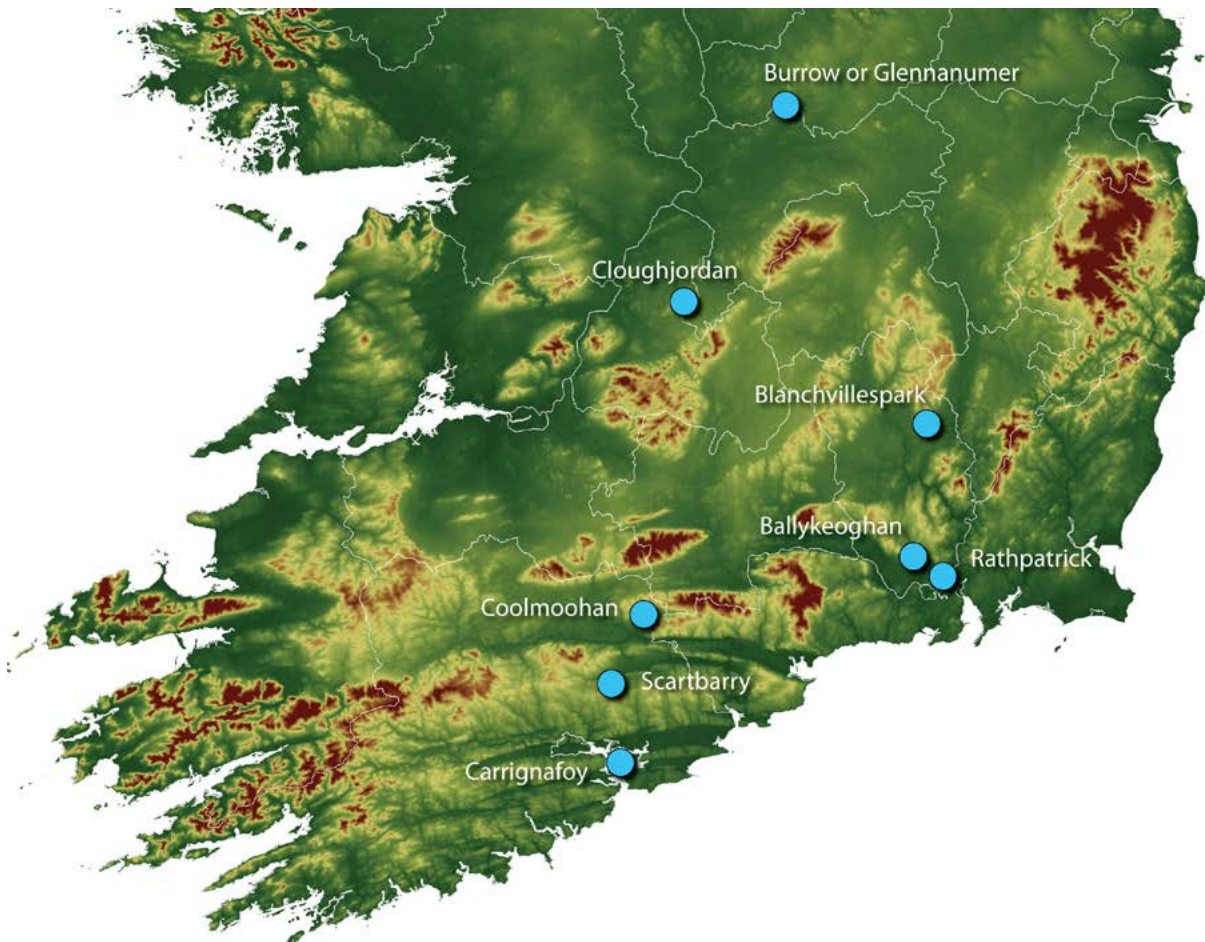 Burrow or Glennanumer
Cloughjordan
Blanchvillespark
Ballykeoghan
Rathpatrick
Coolmoohan
Scartbarry
Carrignafoy